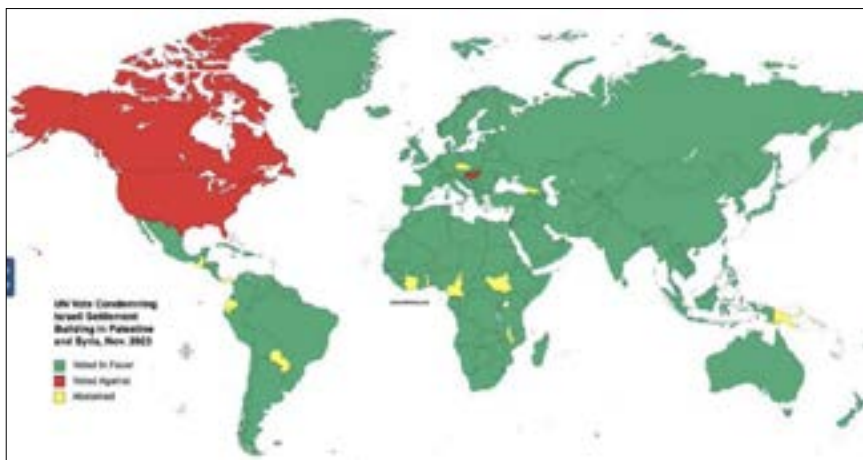 UN Vote Condemning
Israeli Settlement
Building in Palestine
and Syria, Nov. 2023
Voted In Favor
Voted Against
Abstained